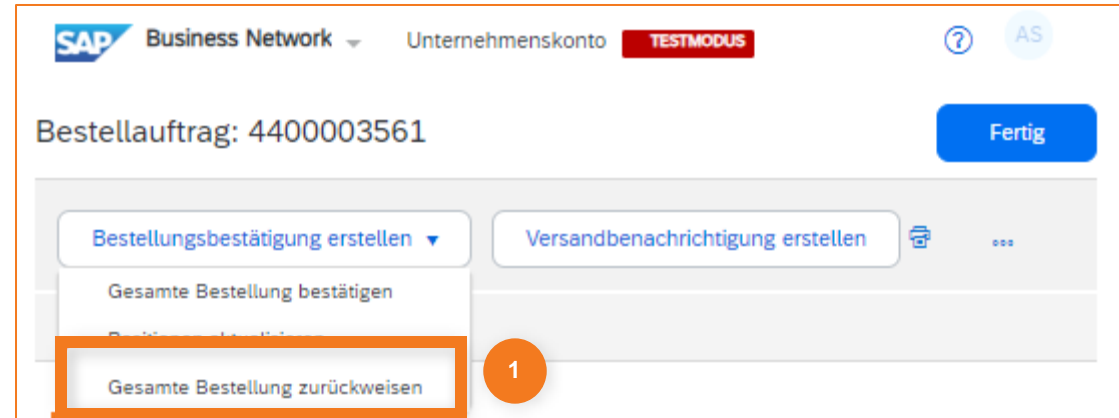 SAP Business Network Unternehmenskonto TESTMODUS ? AS
Bestellauftrag: 4400003561 Fertig
Bestellungsbestätigung erstellen ▼ Versandbenachrichtigung erstellen
Gesamte Bestellung bestätigen
Gesamte Bestellung zurückweisen 1